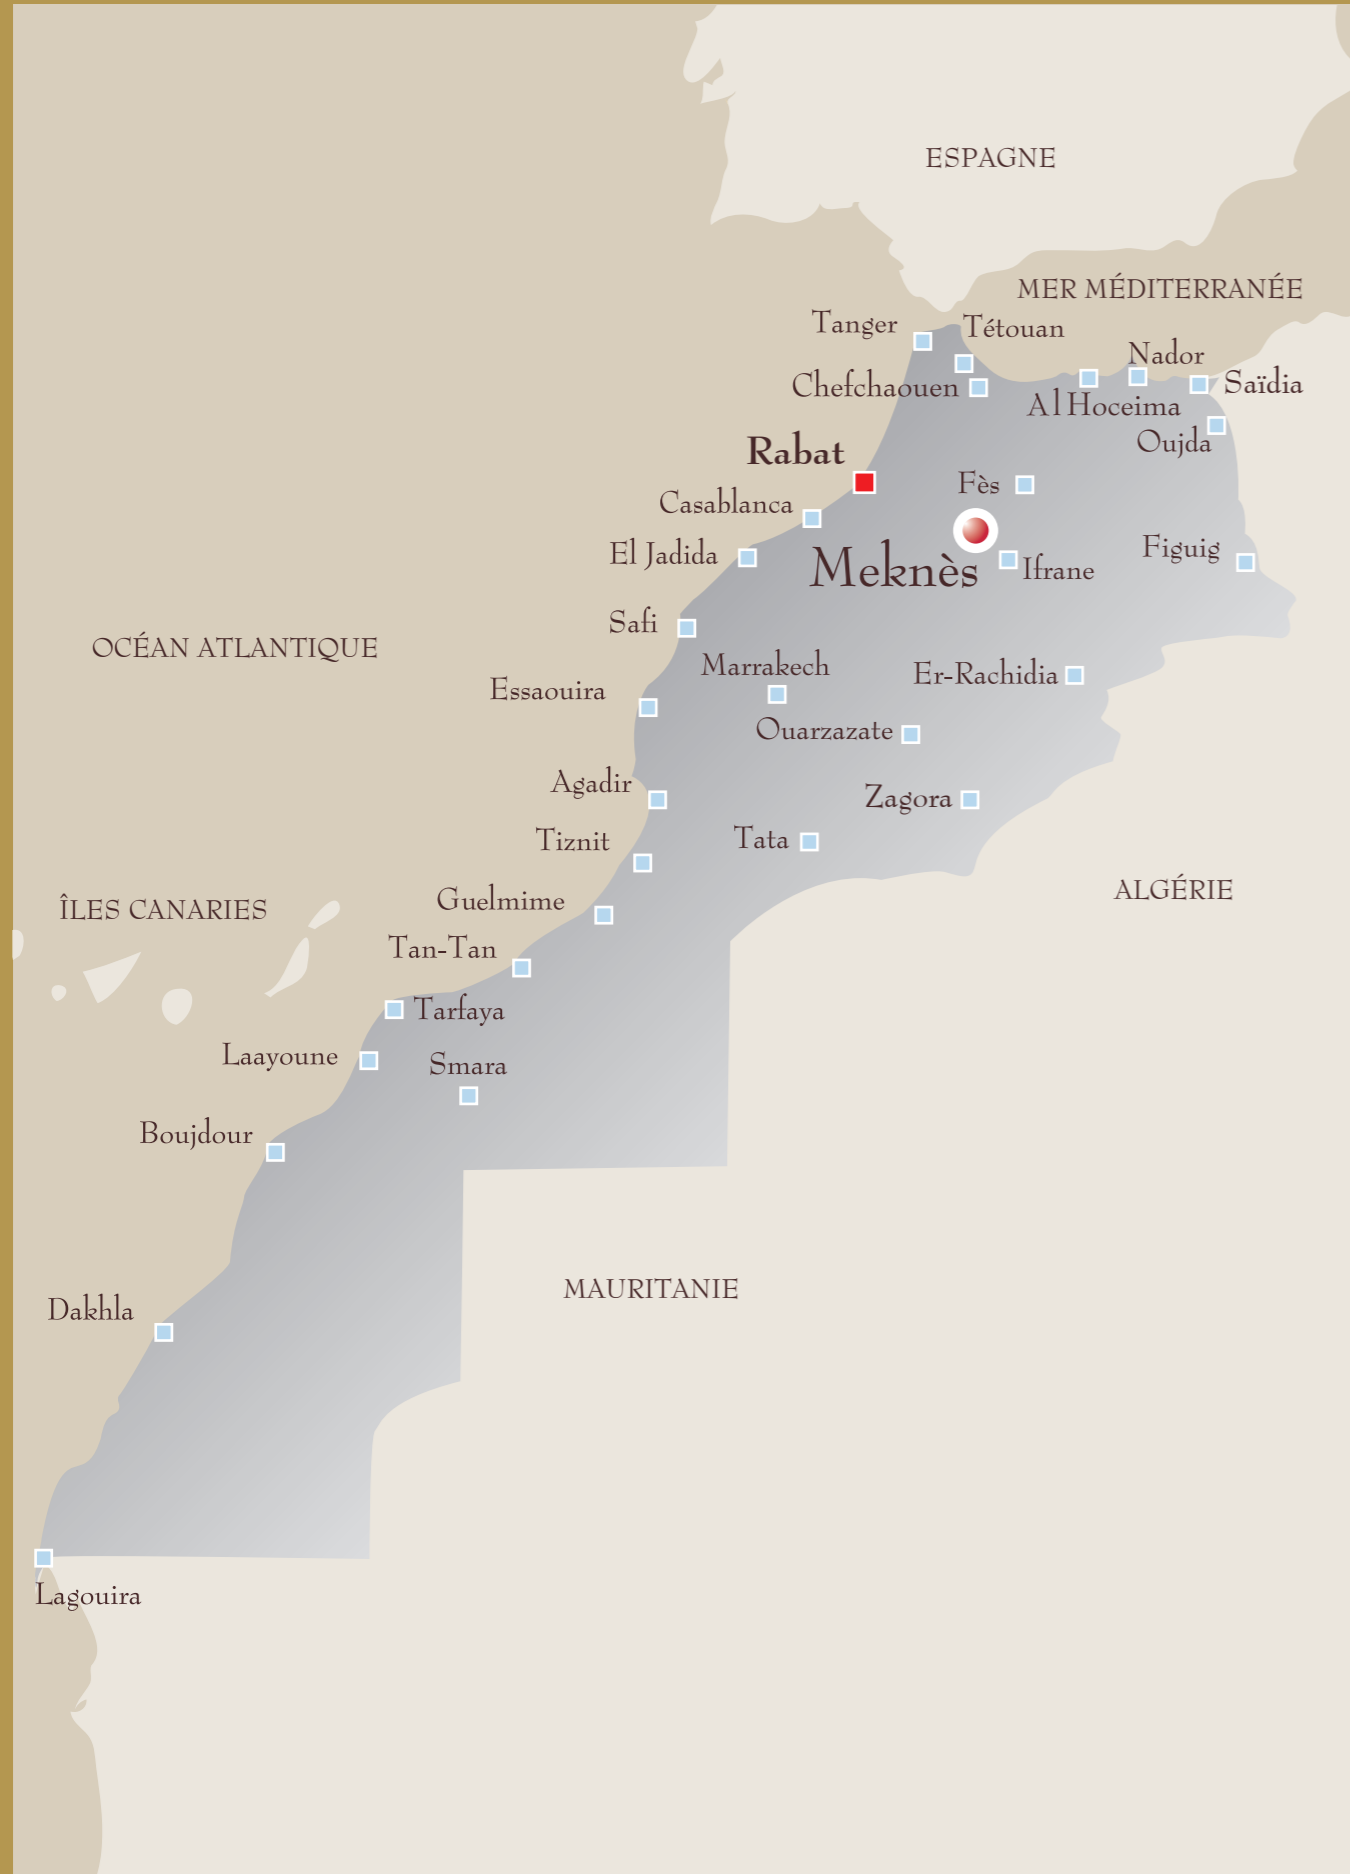 ESPAGNE
MER MÉDITERRANÉE
Tanger
Tétouan
Nador
Chefchaouen
Saïdia
Al Hoceima
Oujda
Rabat
Fès
Casablanca
El Jadida
Figuig
Meknès
Ifrane
Safi
OCÉAN ATLANTIQUE
Marrakech
Er-Rachidia
Essaouira
Ouarzazate
Agadir
Zagora
Tiznit
Tata
ALGÉRIE
Guelmime
ÎLES CANARIES
Tan-Tan
Tarfaya
Laayoune
Smara
Boujdour
MAURITANIE
Dakhla
Lagouira